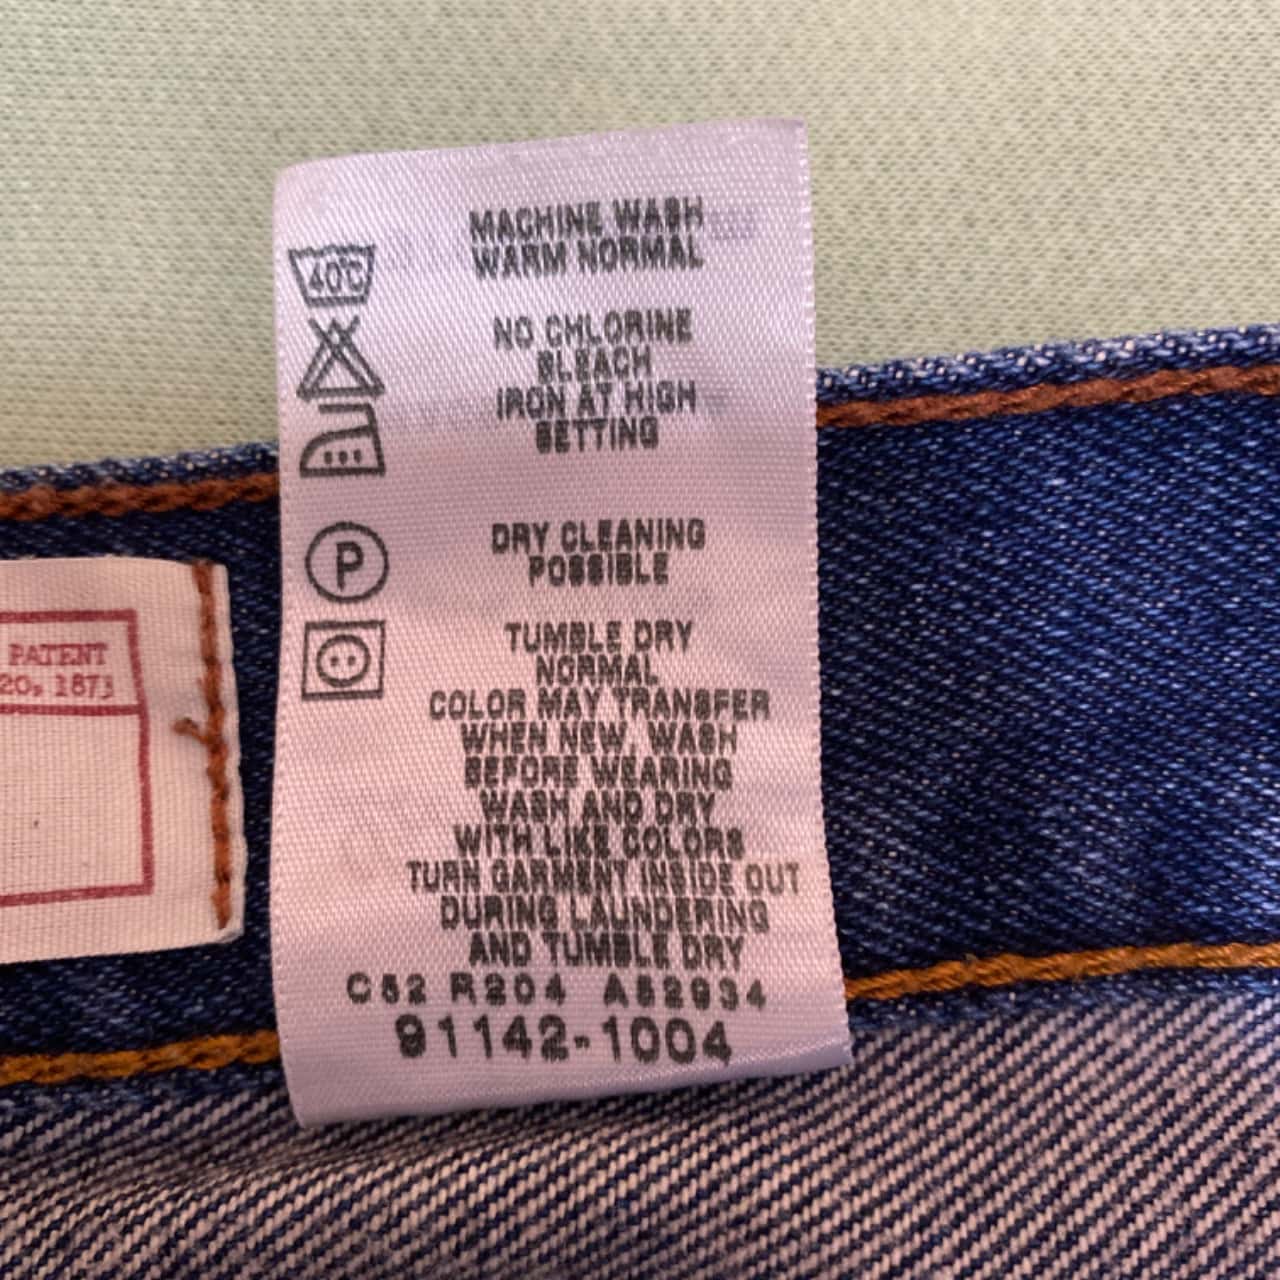 MACHINE WASH
WARM NORMAL
40°C
NO CHLORINE
BLEACH
IRON AT HIGH
SETTING
P
DRY CLEANING
POSSIBLE
TUMBLE DRY
NORMAL
COLOR MAY TRANSFER
WHEN NEW, WASH
BEFORE WEARING
WASH AND DRY
WITH LIKE COLORS
TURN GARMENT INSIDE OUT
DURING LAUNDERING
AND TUMBLE DRY
C52 R204 A52934
91142-1004
PATENT
20, 1873